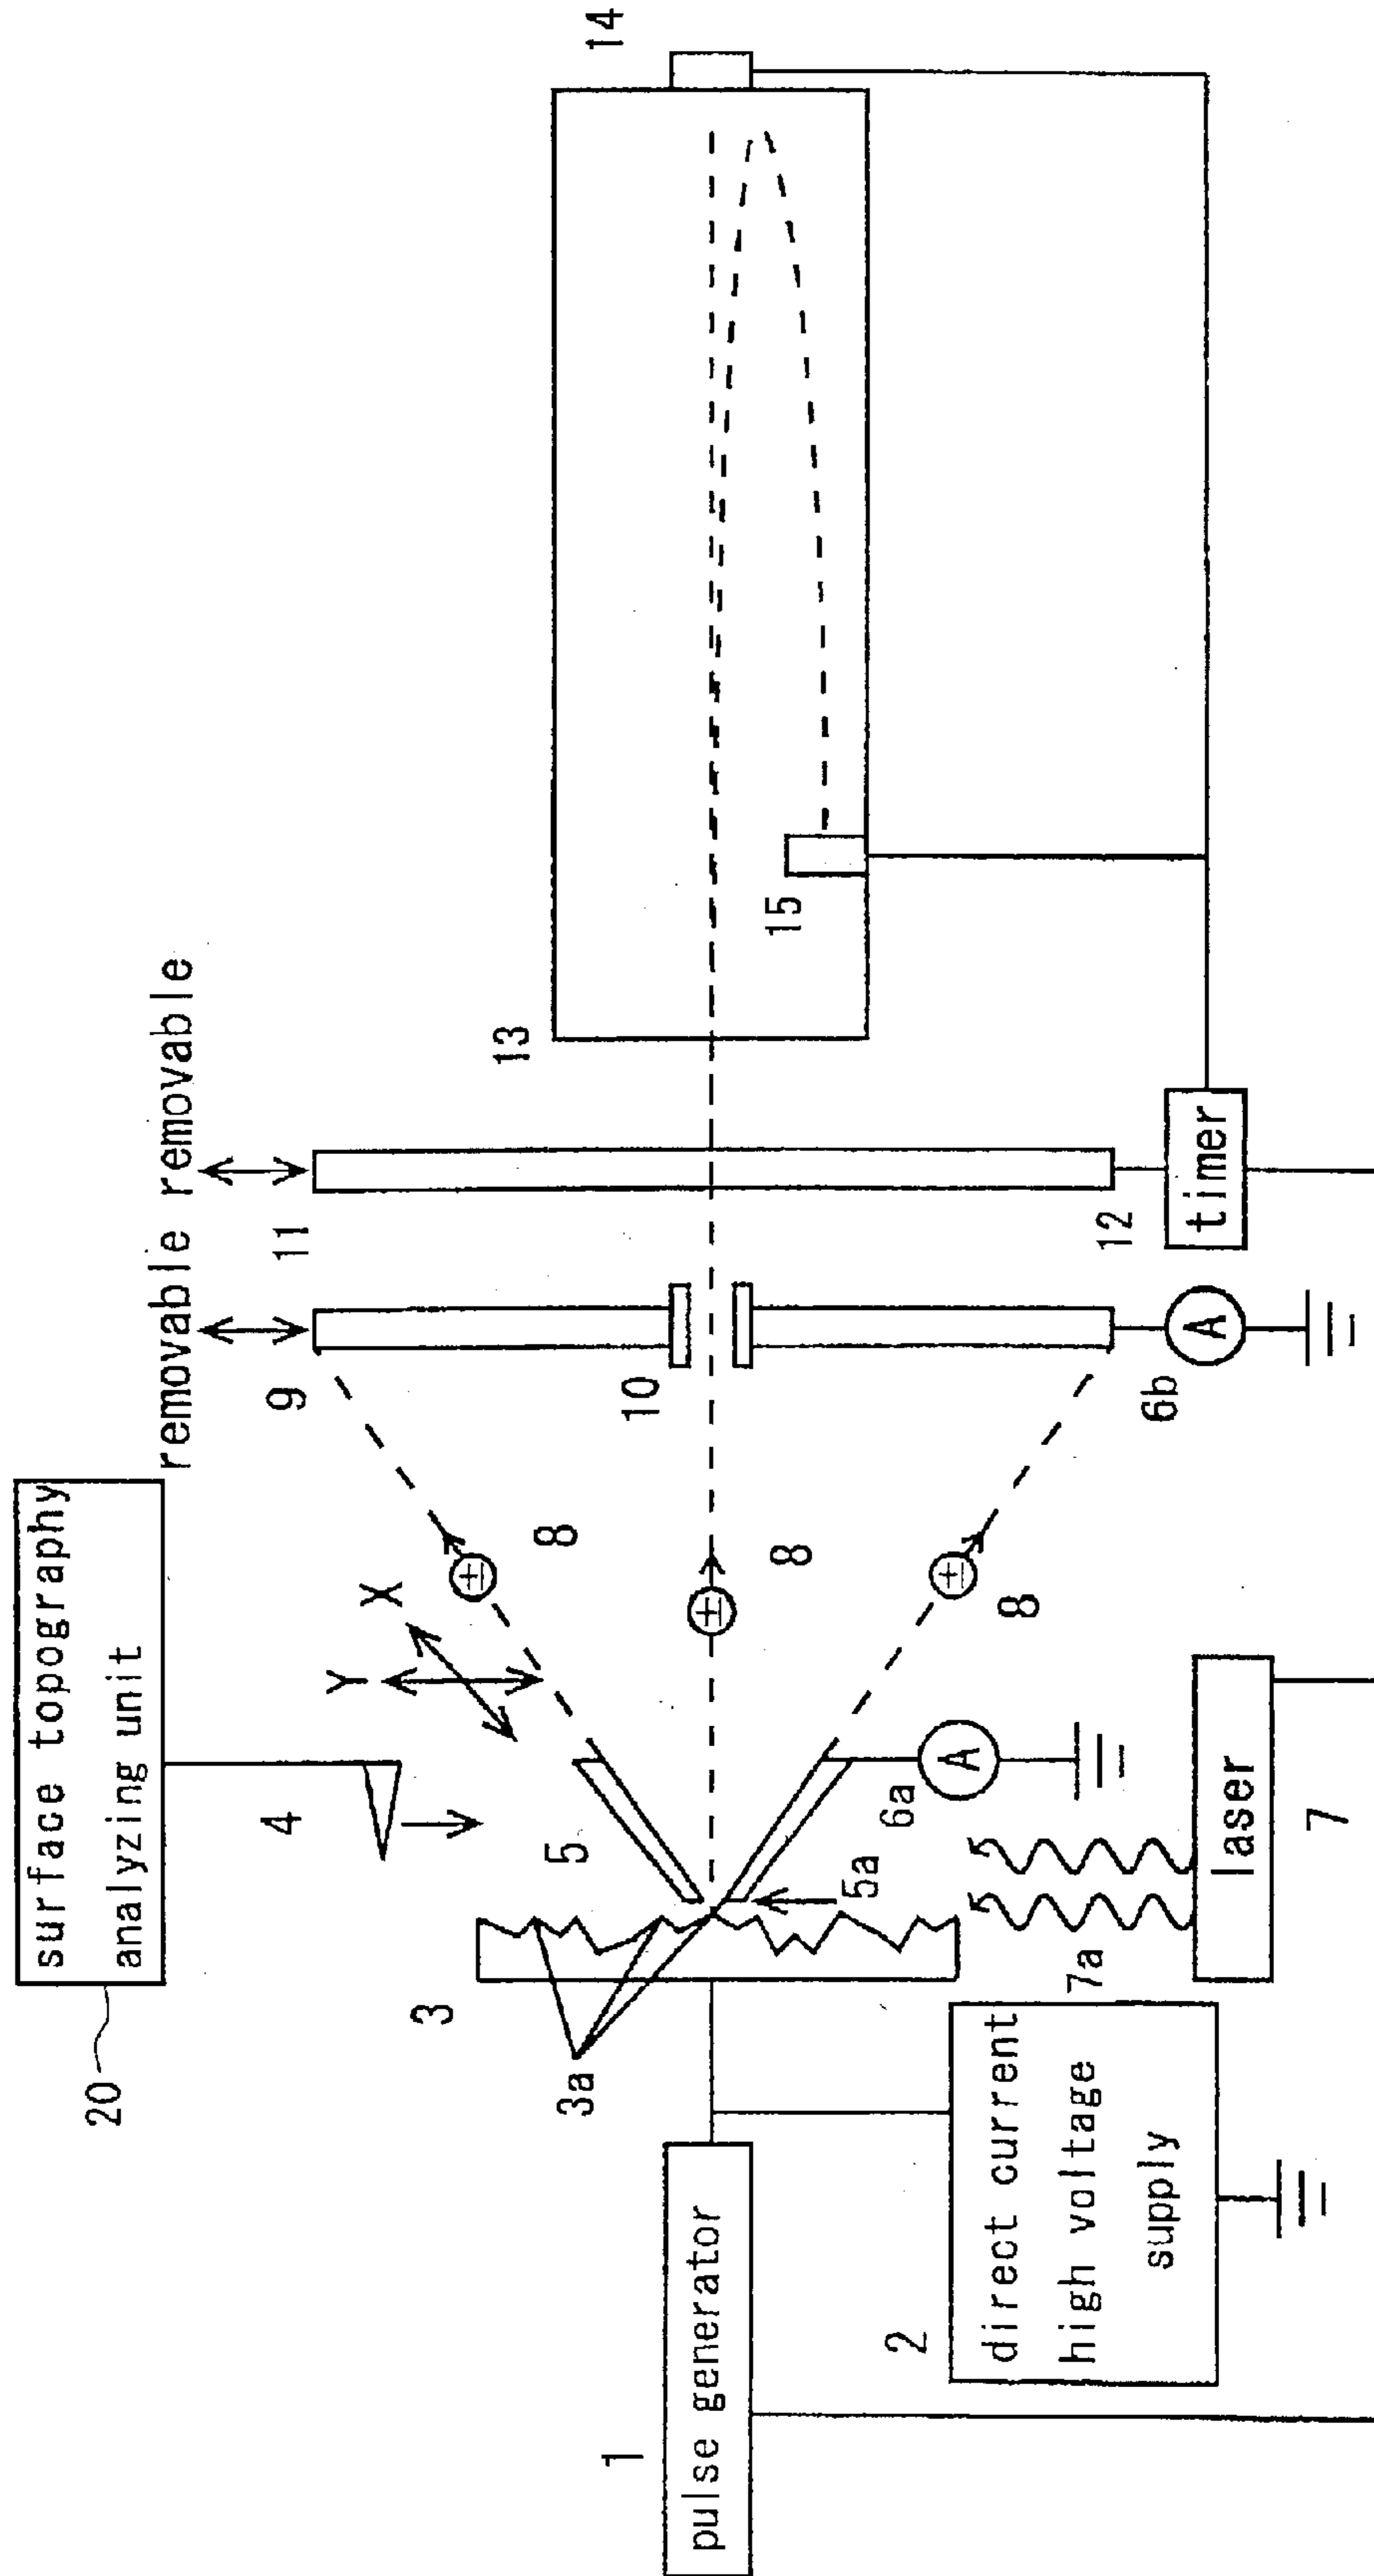 surface topography
analyzing unit
20
removable removable
4
Y
X
9
11
13
14
3
5
8
10
15
3a
5a
8
8
6a
6b
A
A
12
timer
1
pulse generator
2
direct current
high voltage
supply
7a
laser
7